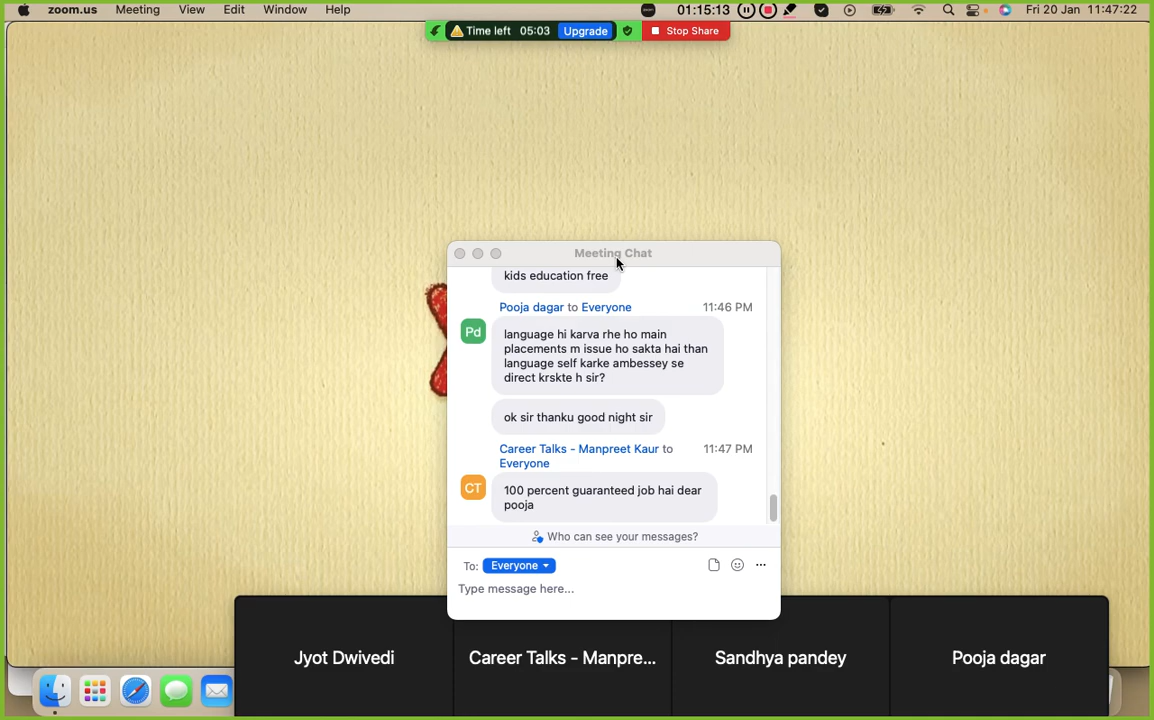 zoom.us Meeting View Edit Window Help 01:15:13 Fri 20 Jan 11:47:22
Time left 05:03 Upgrade Stop Share
Meeting Chat
kids education free
Pooja dagar to Everyone 11:46 PM
Pd
language hi karva rhe ho main
placements m issue ho sakta hai than
language self karke ambessey se
direct krskte h sir?
ok sir thanku good night sir
Career Talks - Manpreet Kaur to 11:47 PM
Everyone
CT
100 percent guaranteed job hai dear
pooja
Who can see your messages?
To: Everyone
Type message here...
Jyot Dwivedi Career Talks - Manpre... Sandhya pandey Pooja dagar